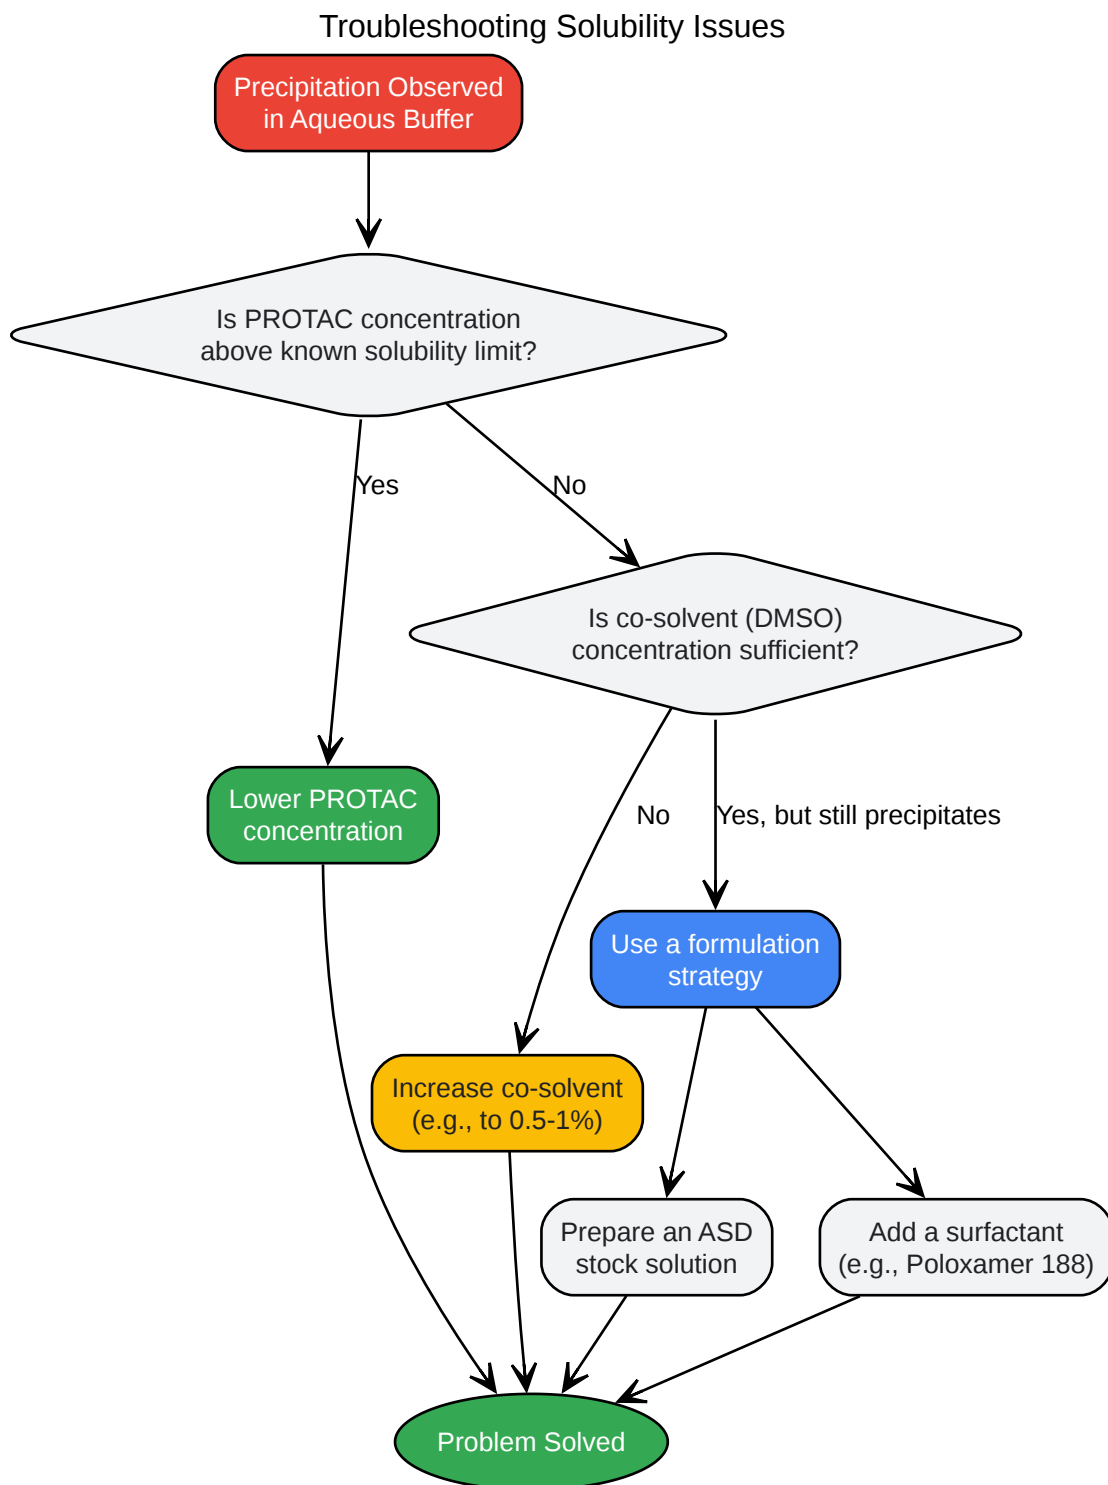 Troubleshooting Solubility Issues
Precipitation Observed
in Aqueous Buffer
Is PROTAC concentration
above known solubility limit?
Yes
No
Is co-solvent (DMSO)
concentration sufficient?
Lower PROTAC
concentration
No
Yes, but still precipitates
Use a formulation
strategy
Increase co-solvent
(e.g., to 0.5-1%)
Prepare an ASD
stock solution
Add a surfactant
(e.g., Poloxamer 188)
Problem Solved